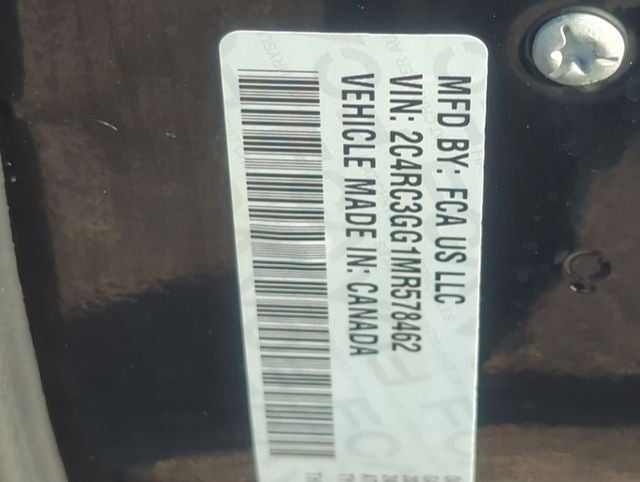 MFD BY: FCA US LLC
VIN: 2C4RC3GG1MR578462
VEHICLE MADE IN: CANADA